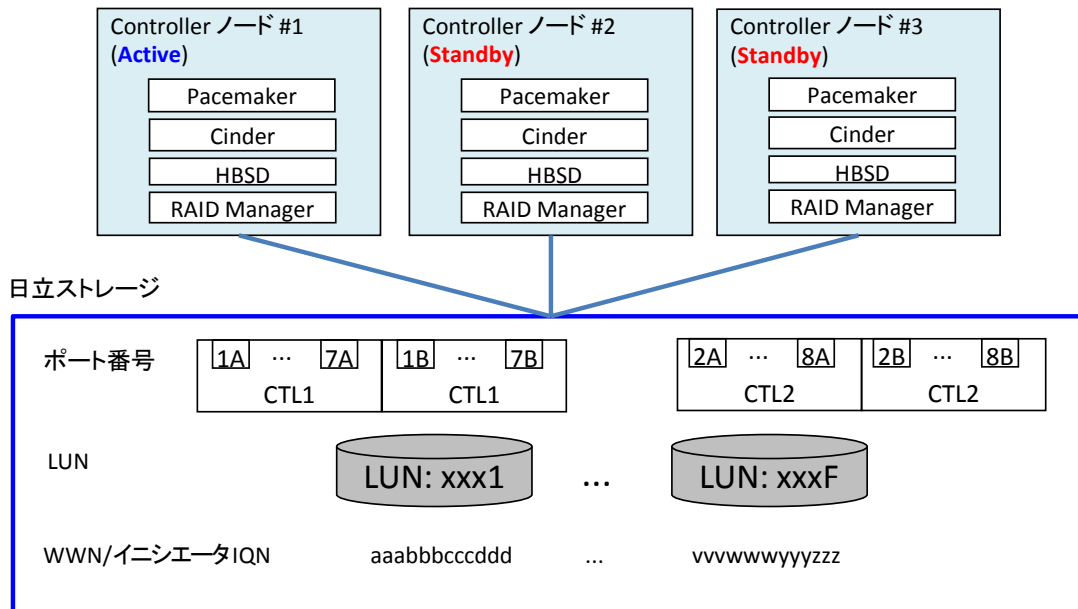 Controller ノード #1
(Active)
Pacemaker
Cinder
HBSD
RAID Manager
Controller ノード #2
(Standby)
Pacemaker
Cinder
HBSD
RAID Manager
Controller ノード #3
(Standby)
Pacemaker
Cinder
HBSD
RAID Manager
日立ストレージ
ポート番号
1A ... 7A
CTL1
1B ... 7B
CTL1
2A ... 8A
CTL2
2B ... 8B
CTL2
LUN
LUN: xxx1 ... LUN: xxxF
WWN/イニシエータIQN
aaabbbcccddd ... vvvwwwyyyzzz